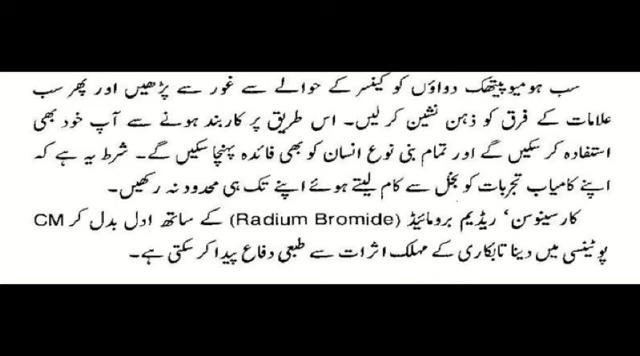 سب ہومیوپیتھک دواؤں کو کینسر کے حوالے سے غور سے پڑھیں اور پھر سب
علامات کے فرق کو ذہن نشین کر لیں۔ اس طریق پر کاربند ہونے سے آپ خود بھی
استفادہ کر سکیں گے اور تمام بنی نوع انسان کو بھی فائدہ پہنچا سکیں گے۔ شرط یہ ہے کہ
اپنے کامیاب تجربات کو بخل سے کام لیتے ہوئے اپنے تک ہی محدود نہ رکھیں۔
کارسینوسن، ریڈیم برومائیڈ (Radium Bromide) کے ساتھ ادل بدل کر CM
پوٹینسی میں دینا تابکاری کے مہلک اثرات سے طبعی دفاع پیدا کر سکتی ہے۔